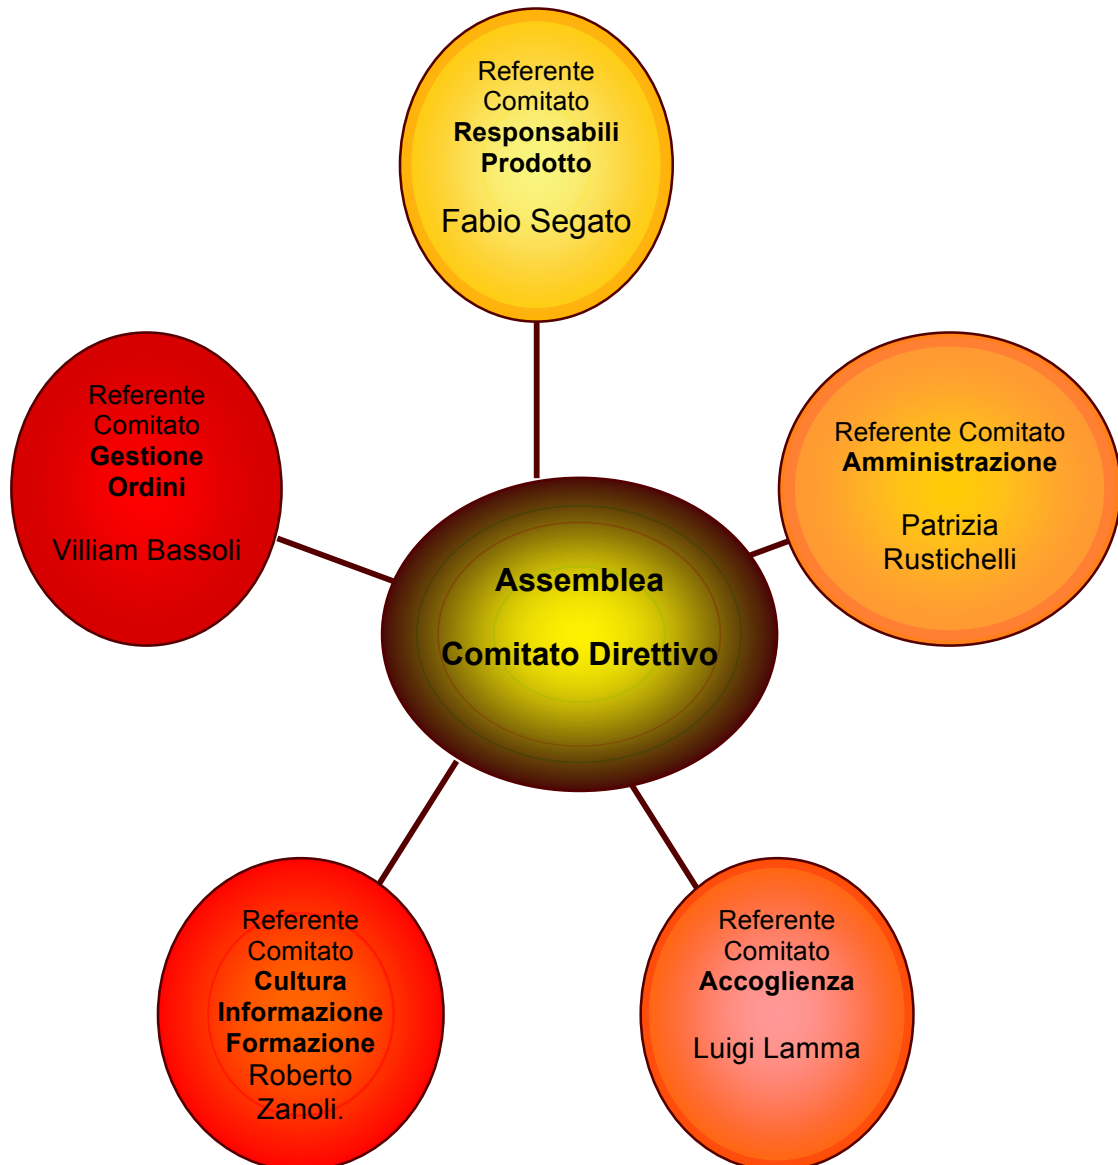 Referente
Comitato
Responsabili
Prodotto
Fabio Segato
Referente
Comitato
Gestione
Ordini
Villiam Bassoli
Referente Comitato
Amministrazione
Patrizia
Rustichelli
Assemblea
Comitato Direttivo
Referente
Comitato
Cultura
Informazione
Formazione
Roberto
Zanoli.
Referente
Comitato
Accoglienza
Luigi Lamma